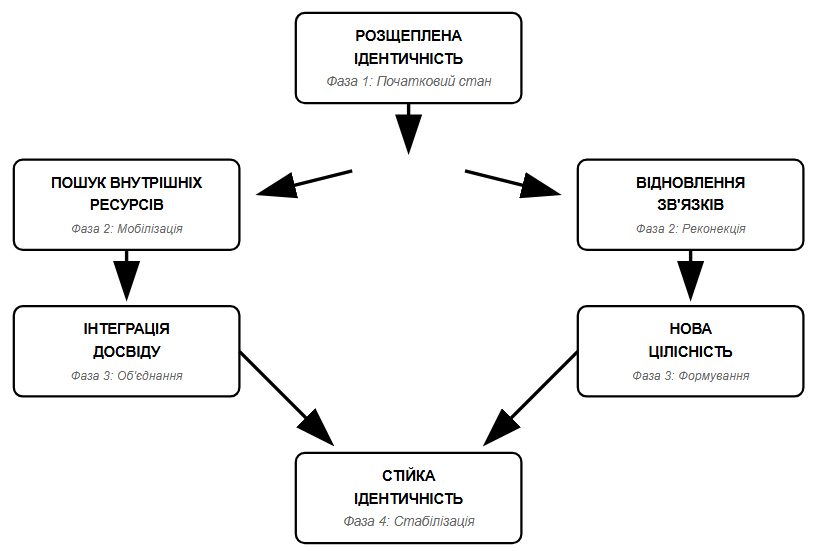 РОЗЩЕПЛЕНА
ІДЕНТИЧНІСТЬ
Фаза 1: Початковий стан
ПОШУК ВНУТРІШНІХ
РЕСУРСІВ
Фаза 2: Мобілізація
ВІДНОВЛЕННЯ
ЗВ'ЯЗКІВ
Фаза 2: Реконекція
ІНТЕГРАЦІЯ
ДОСВІДУ
Фаза 3: Об'єднання
НОВА
ЦІЛІСНІСТЬ
Фаза 3: Формування
СТІЙКА
ІДЕНТИЧНІСТЬ
Фаза 4: Стабілізація